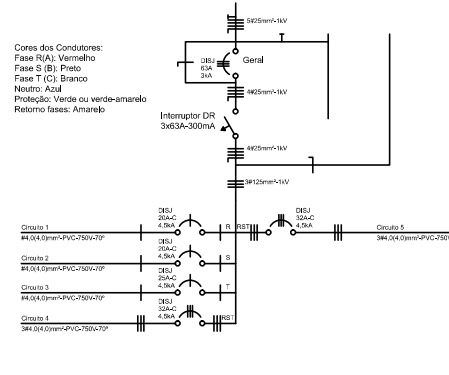 5#25mm²-1kV
Cores dos Condutores:
Fase R(A): Vermelho
Fase S (B): Preto
Fase T (C): Branco
Neutro: Azul
Proteção: Verde ou verde-amarelo
Retorno fases: Amarelo
DISJ
63A
3kA
Geral
4#25mm²-1kV
Interruptor DR
3x63A-300mA
4#25mm²-1kV
3#125mm²-1kV
DISJ
20A-C
4,5kA
DISJ
32A-C
4,5kA
Circuito 1
R
RST
Circuito 5
#4,0(4,0)mm²-PVC-750V-70°
3#4,0(4,0)mm²-PVC-750V
DISJ
20A-C
4,5kA
Circuito 2
S
#4,0(4,0)mm²-PVC-750V-70°
DISJ
25A-C
4,5kA
Circuito 3
T
#4,0(4,0)mm²-PVC-750V-70°
DISJ
32A-C
4,5kA
Circuito 4
RST
3#4,0(4,0)mm²-PVC-750V-70°